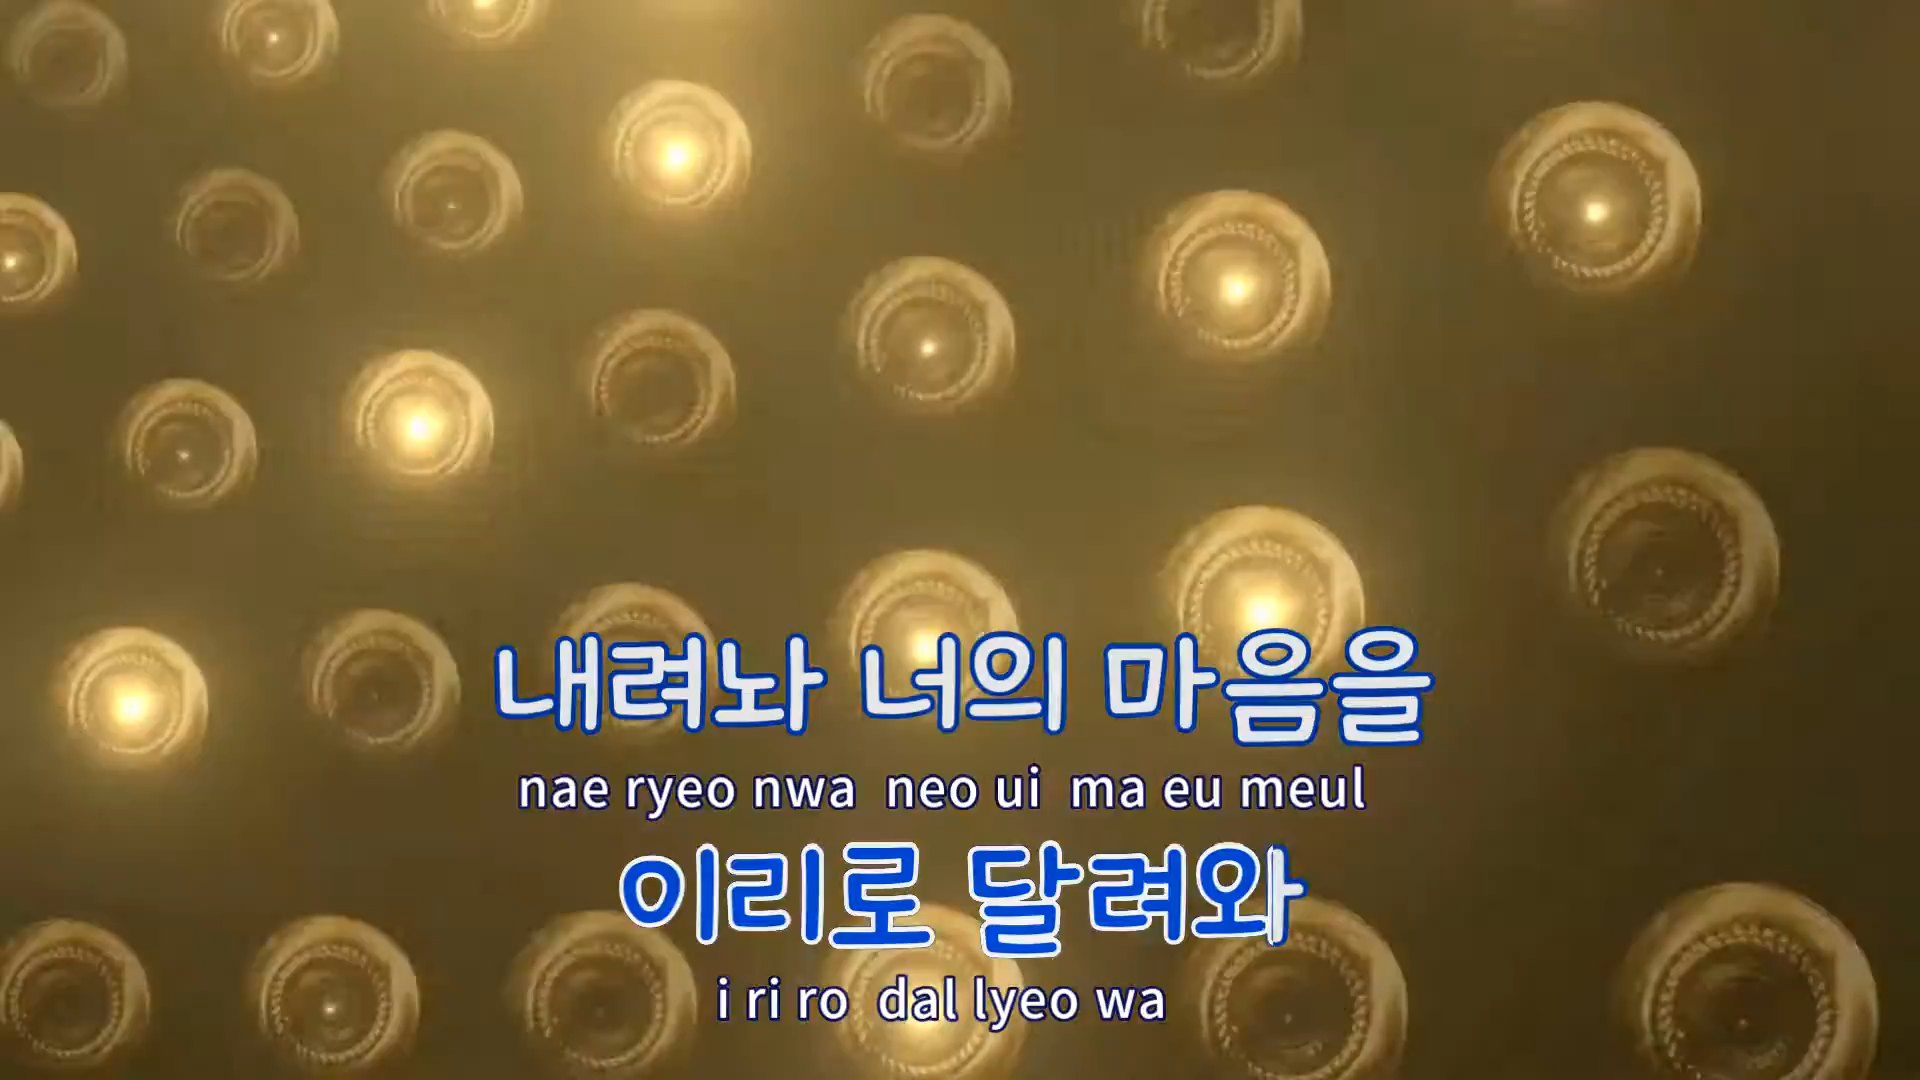 내려놔 너의 마음을
nae ryeo nwa  neo ui  ma eu meul
이리로 달려와
i ri ro  dal lyeo wa